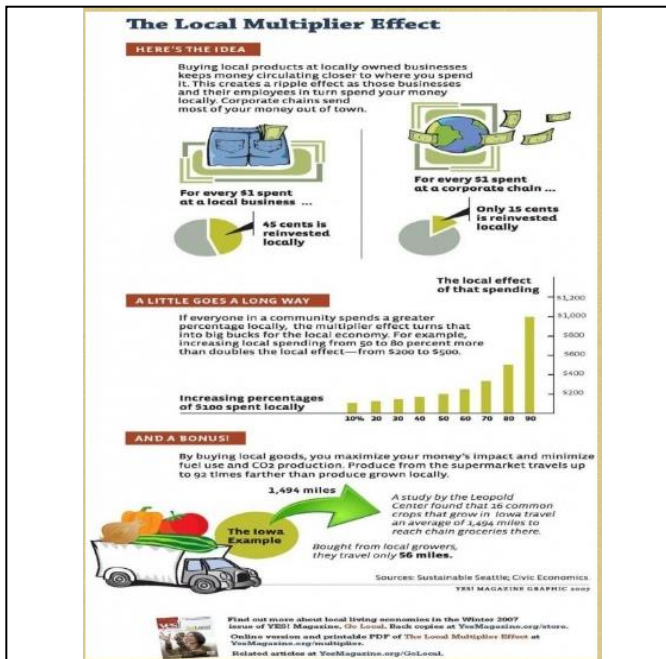 The Local Multiplier Effect
HERE'S THE IDEA
Buying local products at locally owned businesses
keeps money circulating closer to where you spend
it. This creates a ripple effect as those businesses
and their employees in turn spend your money
locally. Corporate chains send
most of your money out of town.
For every $1 spent
at a local business ...
45 cents is
reinvested
locally
For every $1 spent
at a corporate chain ...
Only 15 cents
is reinvested
locally
A LITTLE GOES A LONG WAY
If everyone in a community spends a greater
percentage locally, the multiplier effect turns that
into big bucks for the local economy. For example,
increasing local spending from 50 to 80 percent more
than doubles the local effect—from $200 to $500.
The local effect
of that spending
$1,200
$1,000
$800
$600
$400
$200
Increasing percentages
of $100 spent locally
10% 20 30 40 50 60 70 80 90
AND A BONUS!
By buying local goods, you maximize your money's impact and minimize
fuel use and CO2 production. Produce from the supermarket travels up
to 92 times farther than produce grown locally.
1,494 miles
The Iowa
Example
A study by the Leopold
Center found that 16 common
crops that grow in Iowa travel
an average of 1,494 miles to
reach chain groceries there.
Bought from local growers,
they travel only 56 miles.
Sources: Sustainable Seattle; Civic Economics
YES! MAGAZINE GRAPHIC 2007
YES!
Find out more about local living economies in the Winter 2007
issue of YES! Magazine, Go Local. Back copies at YesMagazine.org/store.
Online version and printable PDF of The Local Multiplier Effect at
YesMagazine.org/multiplier.
Related articles at YesMagazine.org/GoLocal.